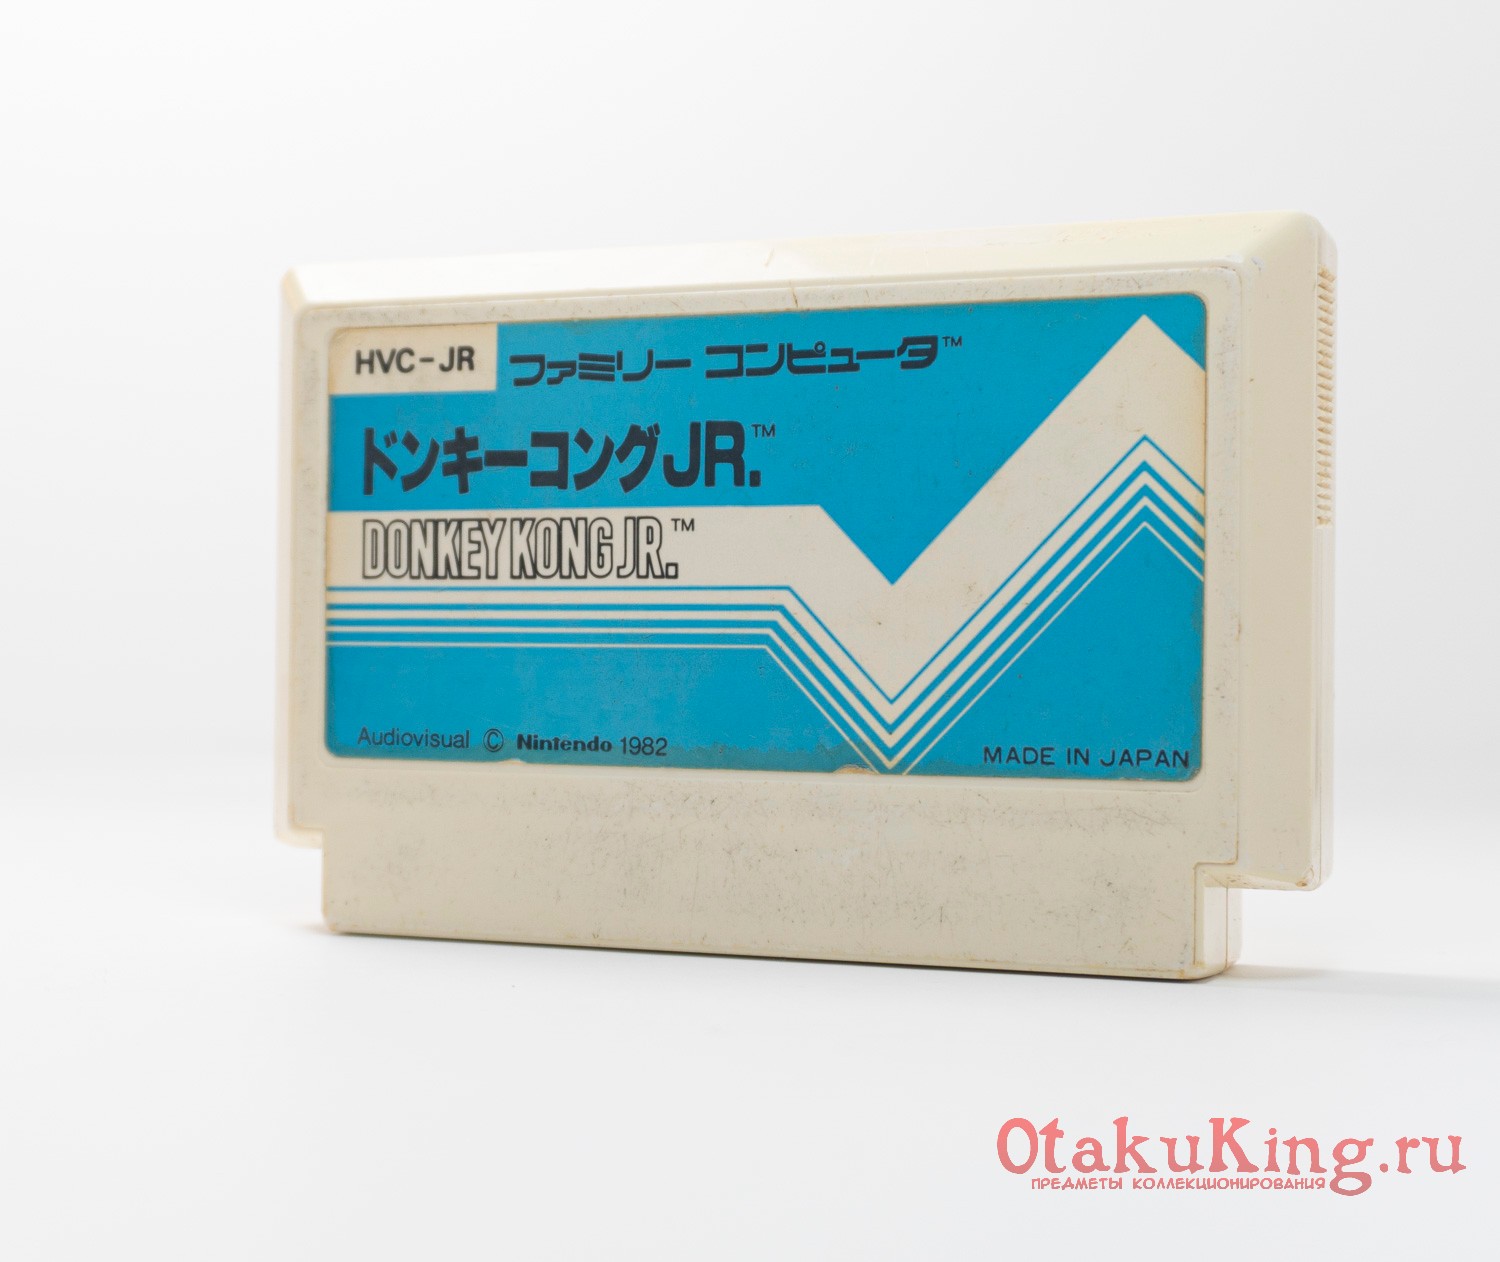 HVC-JR
ファミリー コンピュータ™
ドンキーコングJR.™
DONKEY KONG JR.™
Audiovisual © Nintendo 1982
MADE IN JAPAN
OtakuKing.ru
ПРЕДМЕТЫ КОЛЛЕКЦИОНИРОВАНИЯ